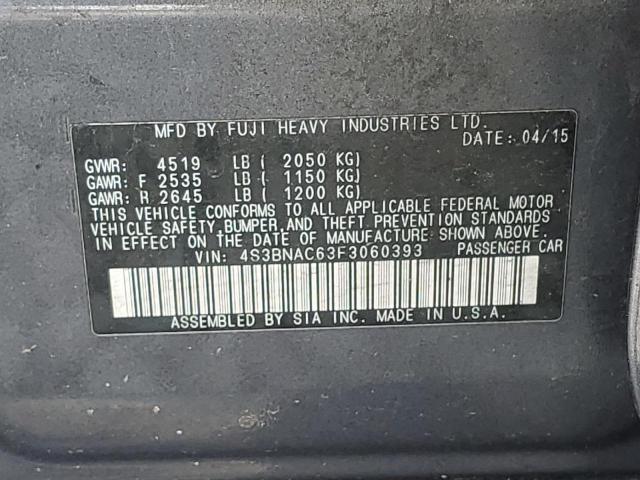 MFD BY FUJI HEAVY INDUSTRIES LTD.
DATE: 04/15
GVWR: 4519 LB ( 2050 KG)
GAWR: F 2535 LB ( 1150 KG)
GAWR: R 2645 LB ( 1200 KG)
THIS VEHICLE CONFORMS TO ALL APPLICABLE FEDERAL MOTOR
VEHICLE SAFETY, BUMPER, AND THEFT PREVENTION STANDARDS
IN EFFECT ON THE DATE OF MANUFACTURE SHOWN ABOVE.
VIN: 4S3BNAC63F3060393 PASSENGER CAR
ASSEMBLED BY SIA INC. MADE IN U.S.A.